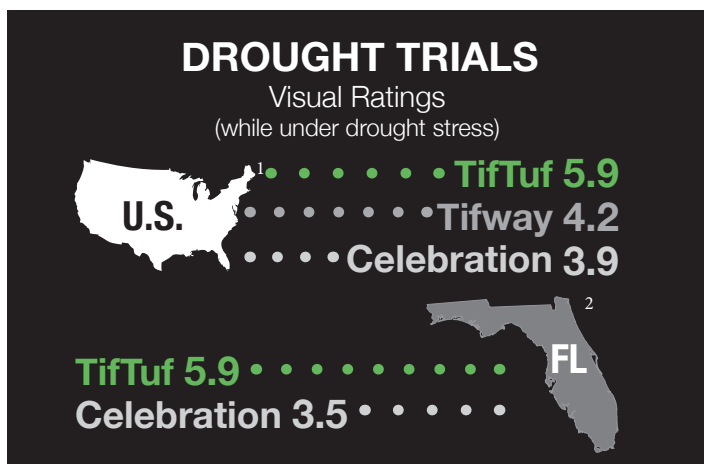 DROUGHT TRIALS
Visual Ratings
(while under drought stress)
U.S.
1
TifTuf 5.9
Tifway 4.2
Celebration 3.9
2
FL
TifTuf 5.9
Celebration 3.5